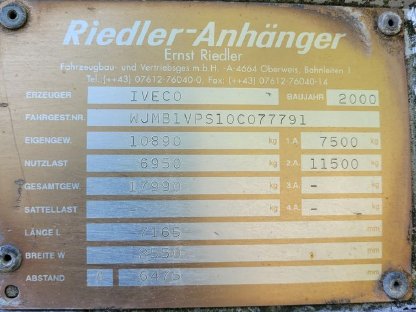 Riedler-Anhänger
Ernst Riedler
Fahrzeugbau- und Vertriebsges.m.b.H. ·A-4664 Oberweis, Bahnleiten 1
Tel.: (++43) 07612-76040-0, Fax: (++43) 07612-76040-14
ERZEUGER IVECO BAUJAHR 2000
FAHRGEST.NR. WJMB1VPS10C077791
EIGENGEW. 10890 kg 1.A. 7500 kg
NUTZLAST 6950 kg 2.A. 11500 kg
GESAMTGEW. 17990 kg 3.A. - kg
SATTELLAST - kg 4.A. - kg
LÄNGE L 7165 mm
BREITE W 2550 mm
ABSTAND 6475 mm